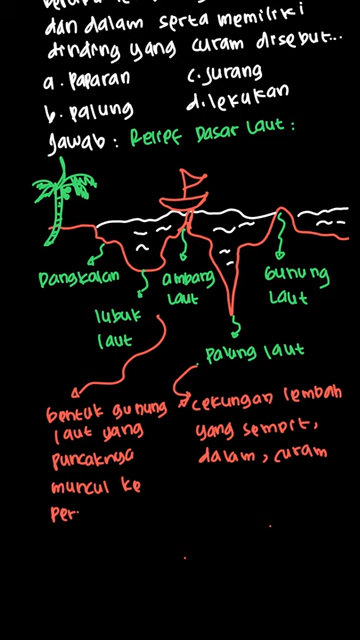 dan dalam serta memiliki
dinding yang curam disebut...
a. paparan
c. jurang
b. palung
d. lekukan
Jawab : Relief Dasar Laut :
Dangkalan
ambang
laut
Gunung
laut
lubuk
laut
palung laut
bentuk gunung
laut yang
puncaknya
muncul ke
per
cekungan lembah
yang sempit,
dalam, curam